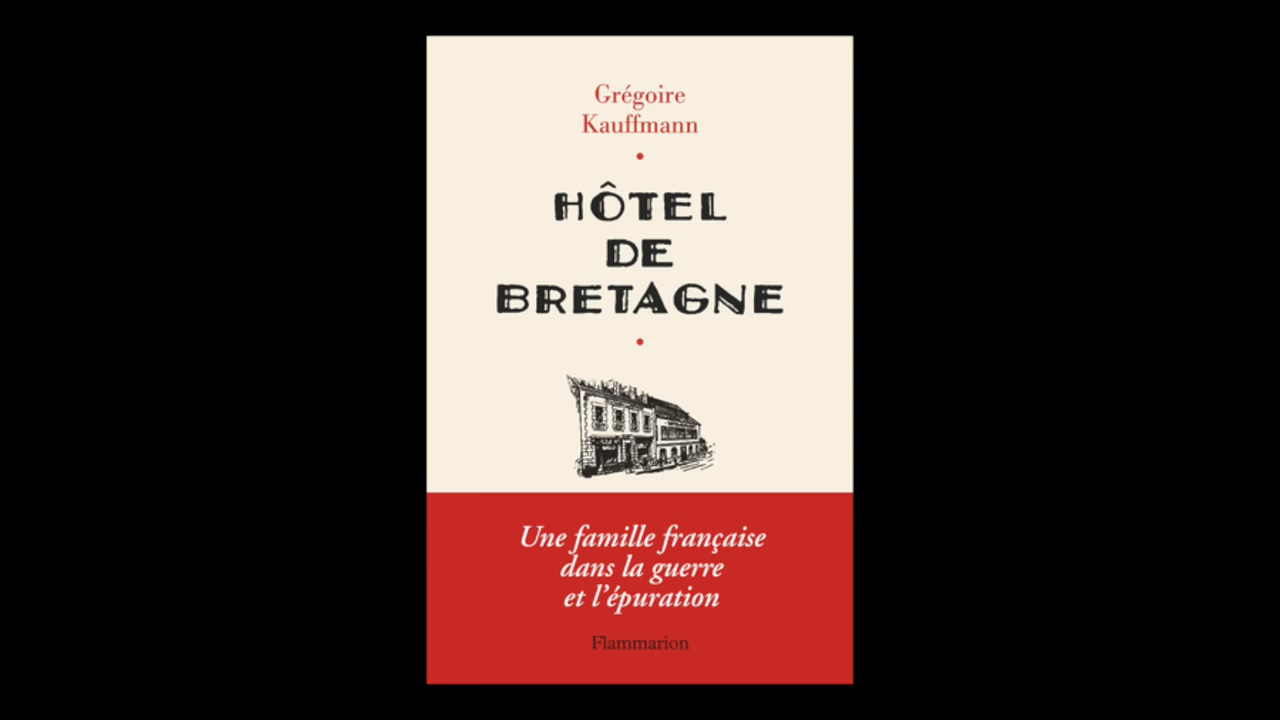 Grégoire
Kauffmann
HÔTEL
DE
BRETAGNE
Une famille française
dans la guerre
et l'épuration
Flammarion